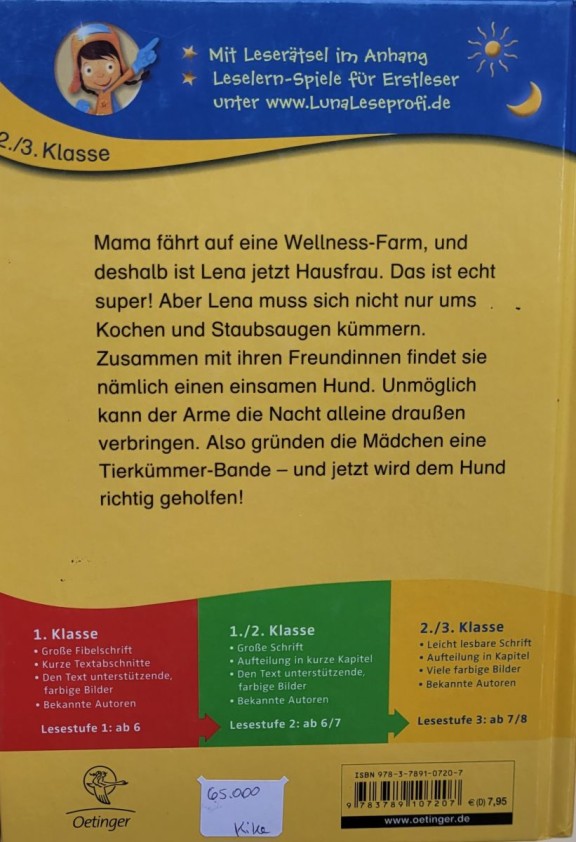 Mit Leserätsel im Anhang
Leselern-Spiele für Erstleser
unter www.LunaLeseprofi.de
2./3. Klasse
Mama fährt auf eine Wellness-Farm, und
deshalb ist Lena jetzt Hausfrau. Das ist echt
super! Aber Lena muss sich nicht nur ums
Kochen und Staubsaugen kümmern.
Zusammen mit ihren Freundinnen findet sie
nämlich einen einsamen Hund. Unmöglich
kann der Arme die Nacht alleine draußen
verbringen. Also gründen die Mädchen eine
Tierkümmer-Bande – und jetzt wird dem Hund
richtig geholfen!
1. Klasse
• Große Fibelschrift
• Kurze Textabschnitte
• Den Text unterstützende,
farbige Bilder
• Bekannte Autoren
Lesestufe 1: ab 6
1./2. Klasse
• Große Schrift
• Aufteilung in kurze Kapitel
• Den Text unterstützende,
farbige Bilder
• Bekannte Autoren
Lesestufe 2: ab 6/7
2./3. Klasse
• Leicht lesbare Schrift
• Aufteilung in Kapitel
• Viele farbige Bilder
• Bekannte Autoren
Lesestufe 3: ab 7/8
Oetinger
65.000
Kika
ISBN 978-3-7891-0720-7
9 783789 107207
€ (D) 7,95
www.oetinger.de